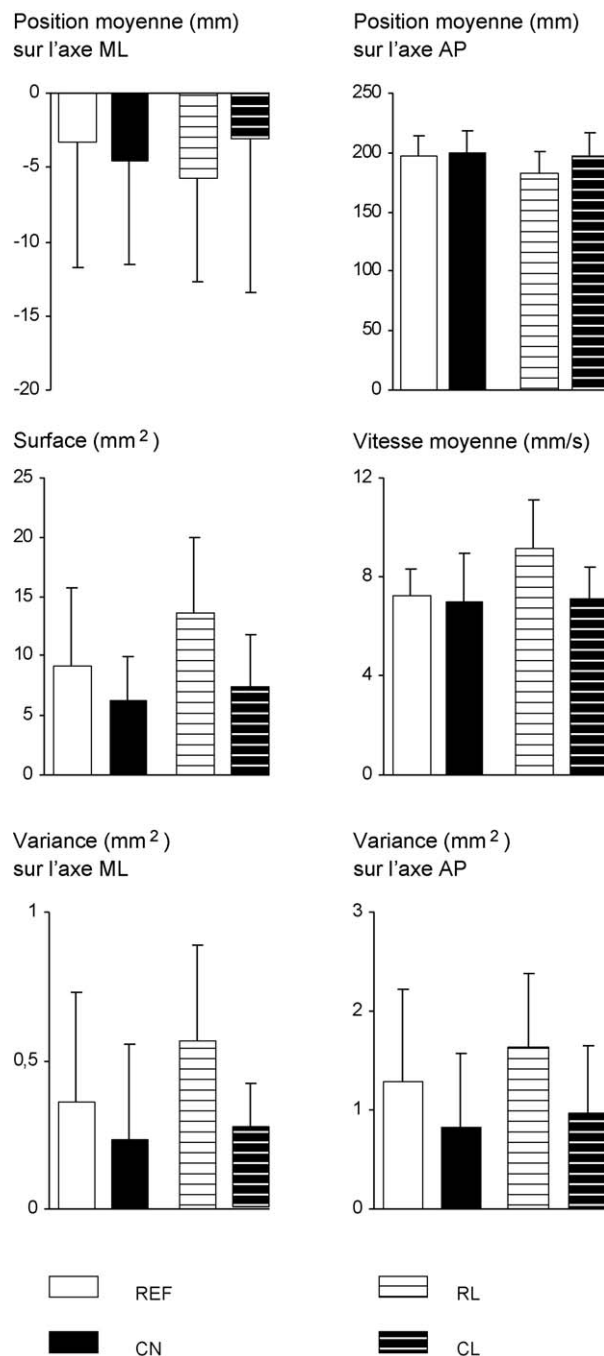 Position moyenne (mm)
sur l'axe ML
0
-5
-10
-15
-20
Position moyenne (mm)
sur l'axe AP
250
200
150
100
50
0
Surface (mm²)
25
20
15
10
5
0
Vitesse moyenne (mm/s)
12
8
4
0
Variance (mm²)
sur l'axe ML
1
0,5
0
Variance (mm²)
sur l'axe AP
3
2
1
0
REF
RL
CN
CL